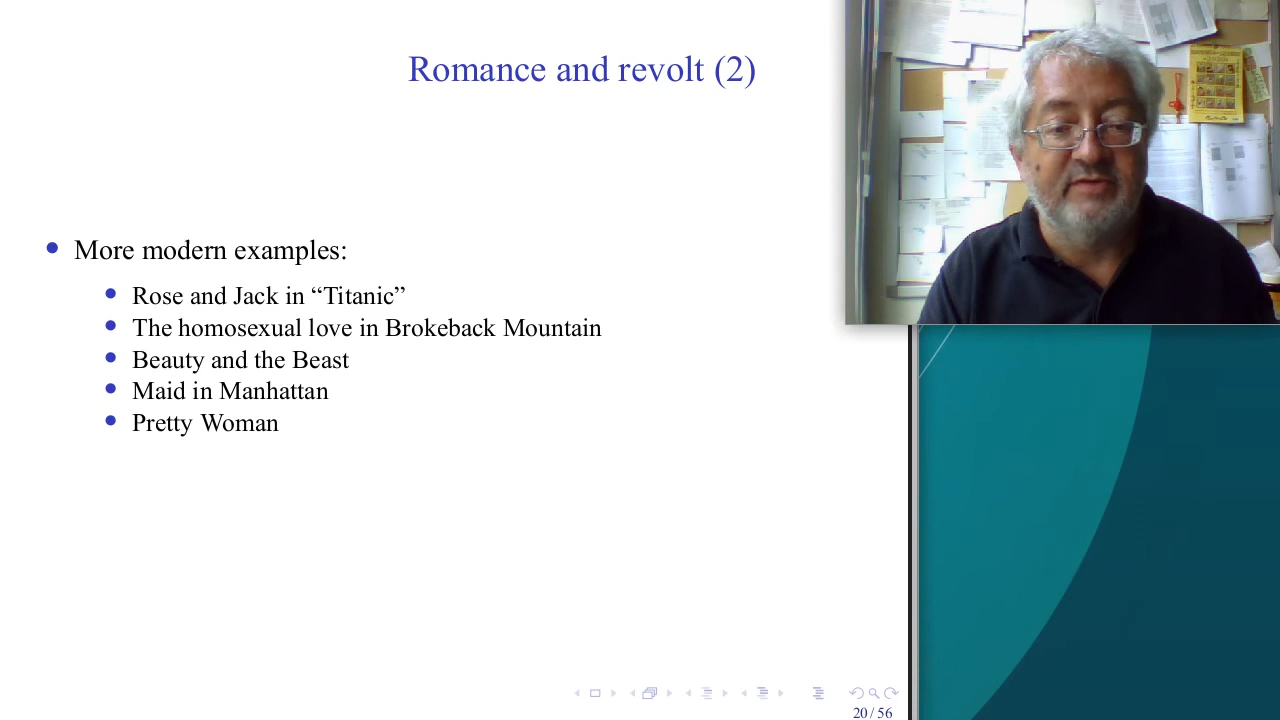 Romance and revolt (2)
More modern examples:
Rose and Jack in “Titanic”
The homosexual love in Brokeback Mountain
Beauty and the Beast
Maid in Manhattan
Pretty Woman
20 / 56